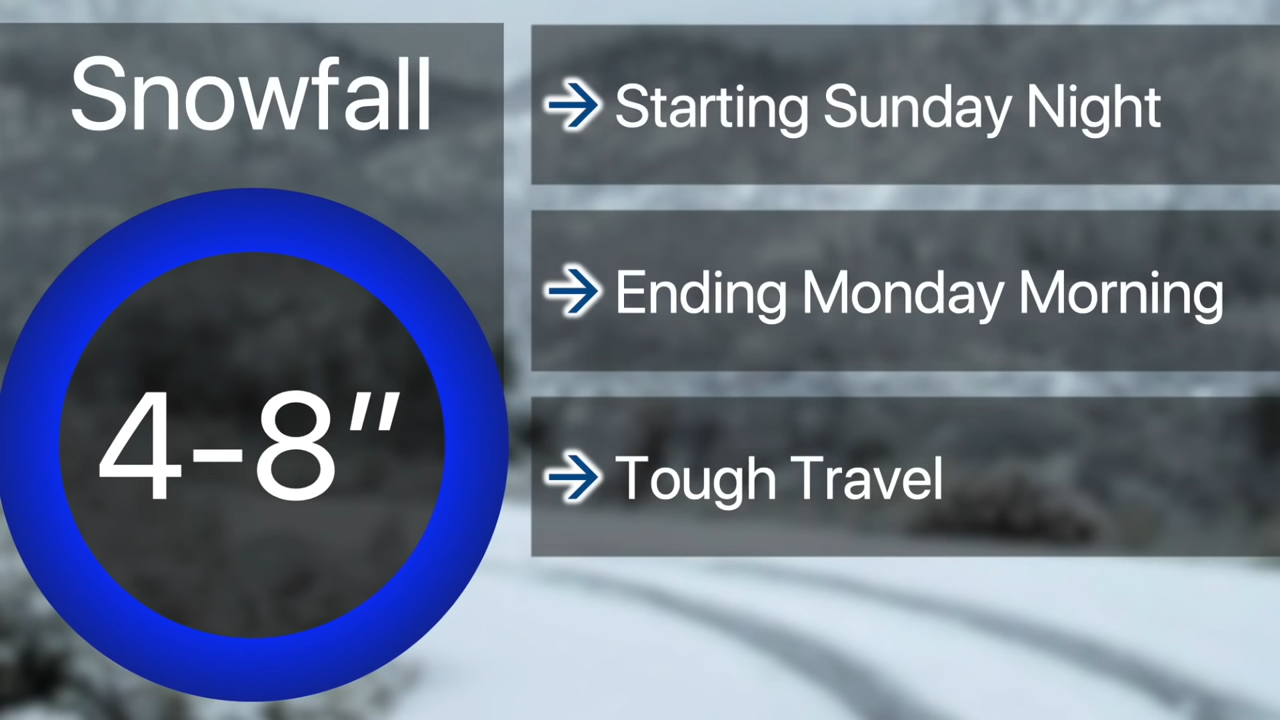 Snowfall
4-8"
Starting Sunday Night
Ending Monday Morning
Tough Travel